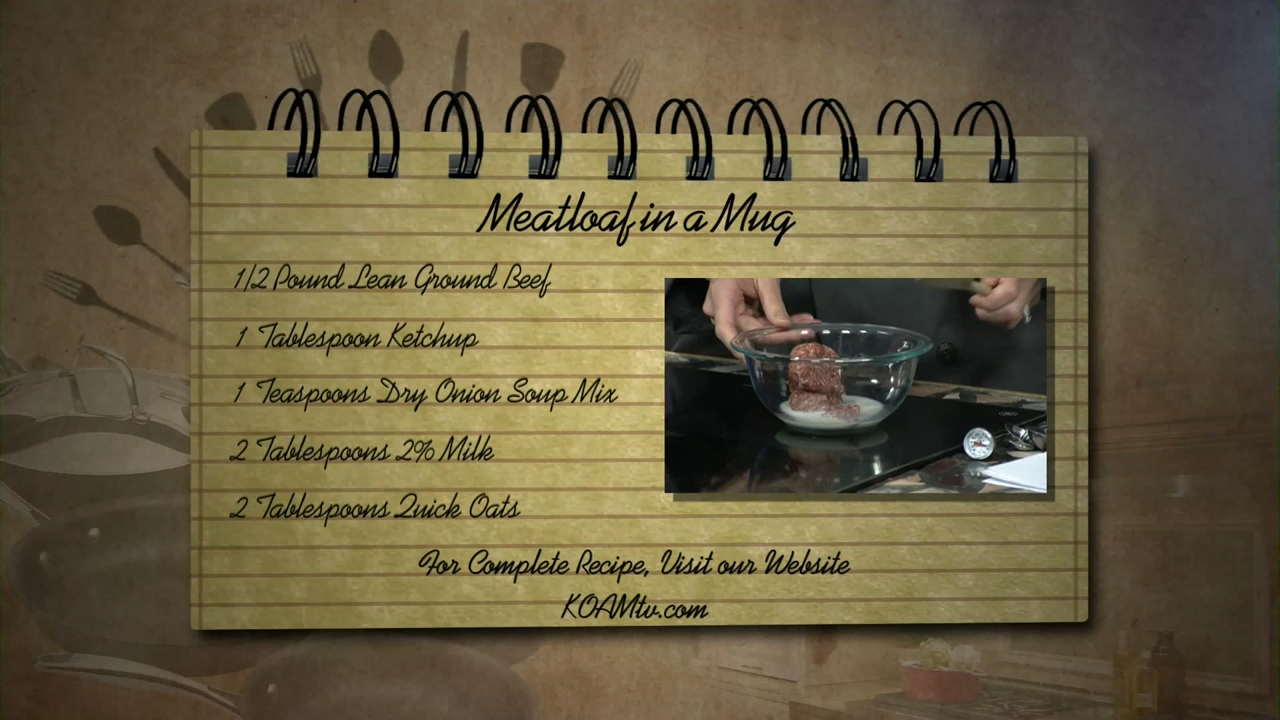 Meatloaf in a Mug
1/2 Pound Lean Ground Beef
1 Tablespoon Ketchup
1 Teaspoons Dry Onion Soup Mix
2 Tablespoons 2% Milk
2 Tablespoons Quick Oats
For Complete Recipe, Visit our Website
KOAMtv.com